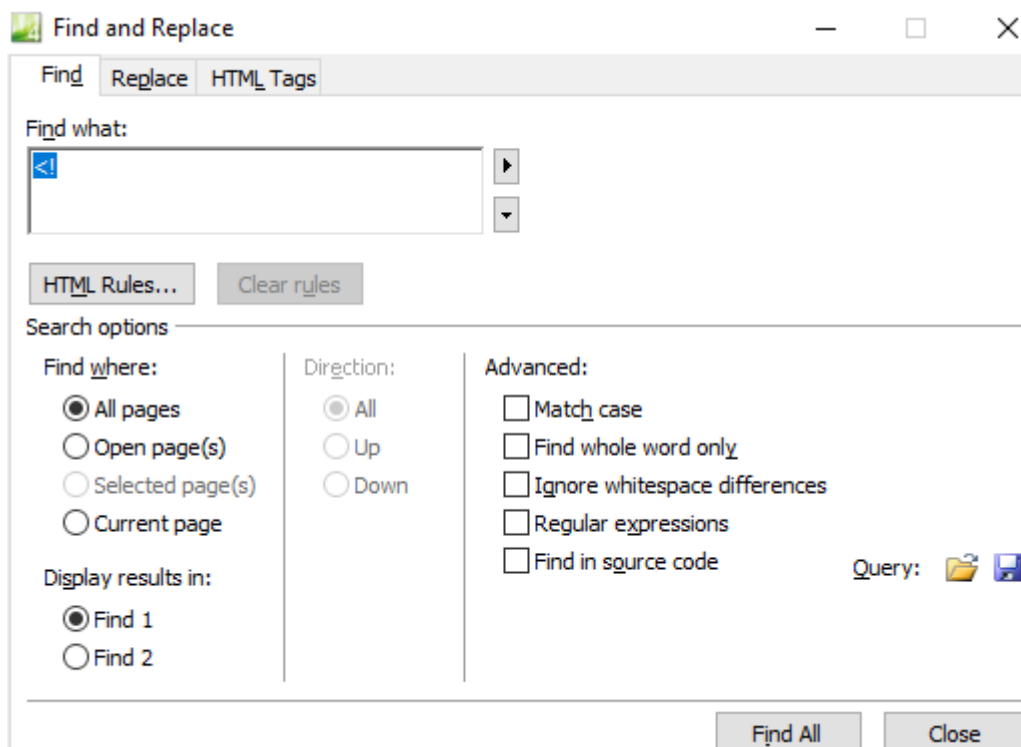 Find and Replace
Find Replace HTML Tags
Find what:
<!
HTML Rules... Clear rules
Search options
Find where: Direction: Advanced:
All pages All Match case
Open page(s) Up Find whole word only
Selected page(s) Down Ignore whitespace differences
Current page Regular expressions
Find in source code Query:
Display results in:
Find 1
Find 2
Find All Close